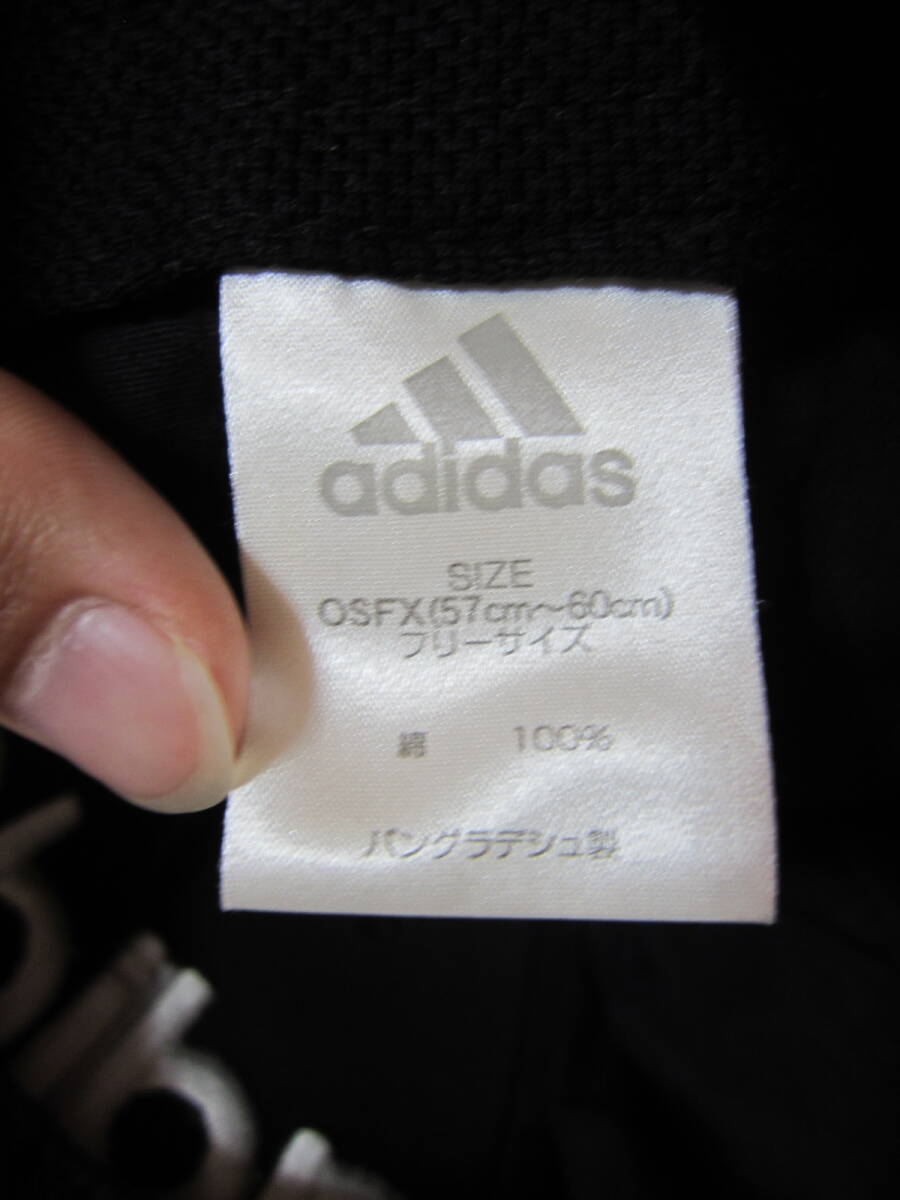 adidas
SIZE
OSFX(57cm〜60cm)
フリーサイズ
綿 100%
バングラデシュ製